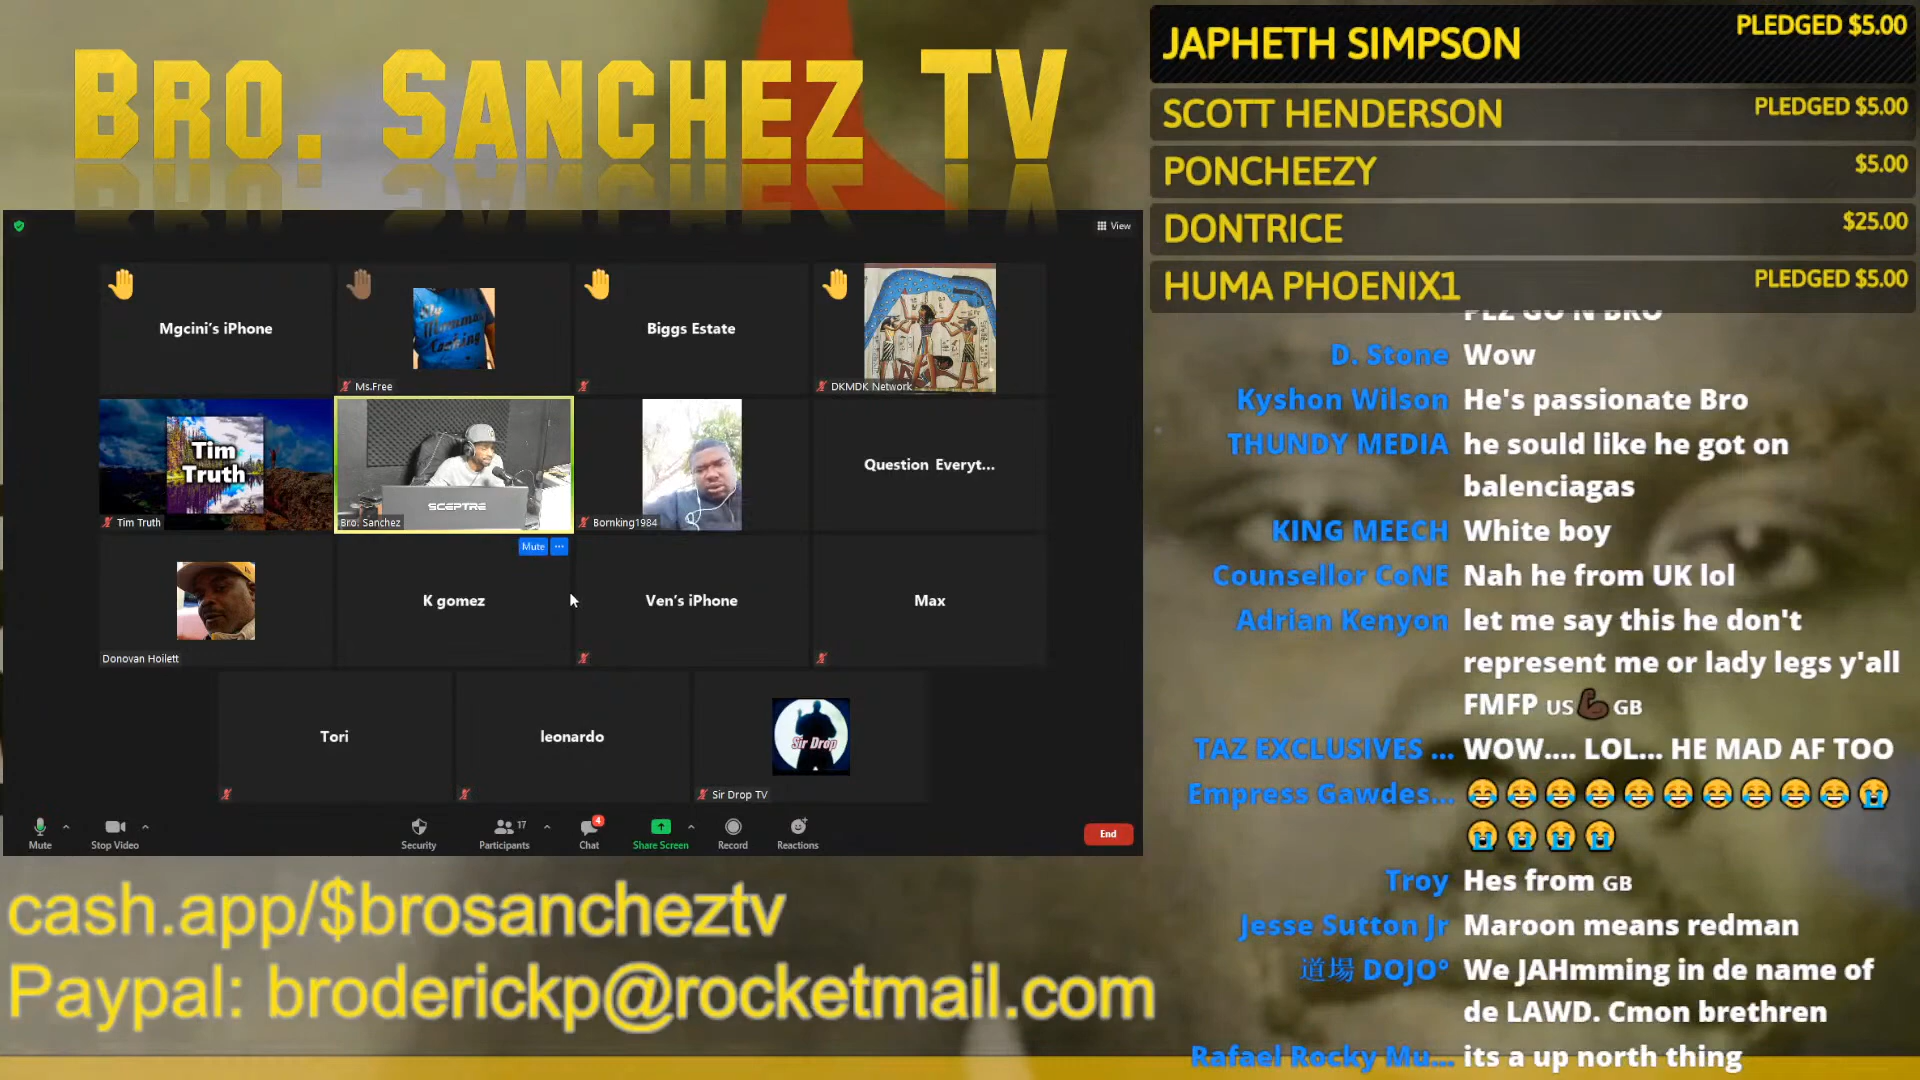 BRO. SANCHEZ TV
View
Mgcini's iPhone
Ms.Free
Biggs Estate
DKMDK Network
Tim
Truth
Tim Truth
SCEPTRE
Bro. Sanchez
Bornking1984
Question Everyt...
Mute ...
Donovan Hoilett
K gomez
Ven's iPhone
Max
Tori
leonardo
Sir Drop
Sir Drop TV
Mute
Stop Video
Security
17
Participants
4
Chat
Share Screen
Record
Reactions
End
cash.app/$brosancheztv
Paypal: broderickp@rocketmail.com
JAPHETH SIMPSON PLEDGED $5.00
SCOTT HENDERSON PLEDGED $5.00
PONCHEEZY $5.00
DONTRICE $25.00
HUMA PHOENIX1 PLEDGED $5.00
PLZ GO N BRO
D. Stone Wow
Kyshon Wilson He's passionate Bro
THUNDY MEDIA he sould like he got on
balenciagas
KING MEECH White boy
Counsellor CoNE Nah he from UK lol
Adrian Kenyon let me say this he don't
represent me or lady legs y'all
FMFP US💪🏿GB
TAZ EXCLUSIVES ... WOW.... LOL... HE MAD AF TOO
Empress Gawdes... 😂😂😂😂😂😂😂😂😂😂😭
😭😭😭😭
Troy Hes from GB
Jesse Sutton Jr Maroon means redman
道場 DOJO° We JAHmming in de name of
de LAWD. Cmon brethren
Rafael Rocky Mu... its a up north thing